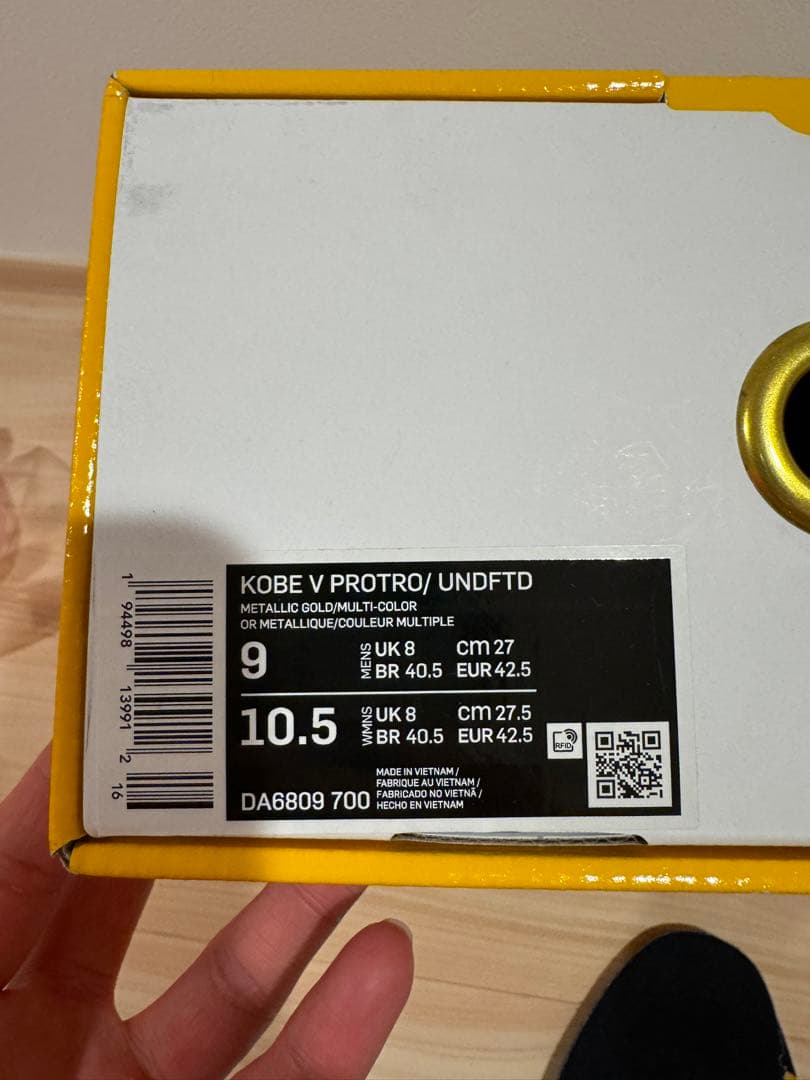 KOBE V PROTRO/ UNDFTD
METALLIC GOLD/MULTI-COLOR
OR METALLIQUE/COULEUR MULTIPLE
9 MENS UK 8 cm 27
BR 40.5 EUR 42.5
10.5 WMNS UK 8 cm 27.5
BR 40.5 EUR 42.5
RFID
MADE IN VIETNAM /
FABRIQUE AU VIETNAM /
FABRICADO NO VIETNÃ /
HECHO EN VIETNAM
DA6809 700
1 94498 13991 2
16